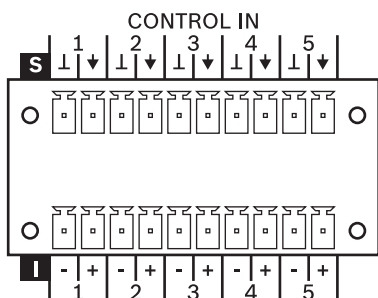 CONTROL IN
1 2 3 4 5
S ⊥ ↓ ⊥ ↓ ⊥ ↓ ⊥ ↓ ⊥ ↓
I - + - + - + - + - +
1 2 3 4 5